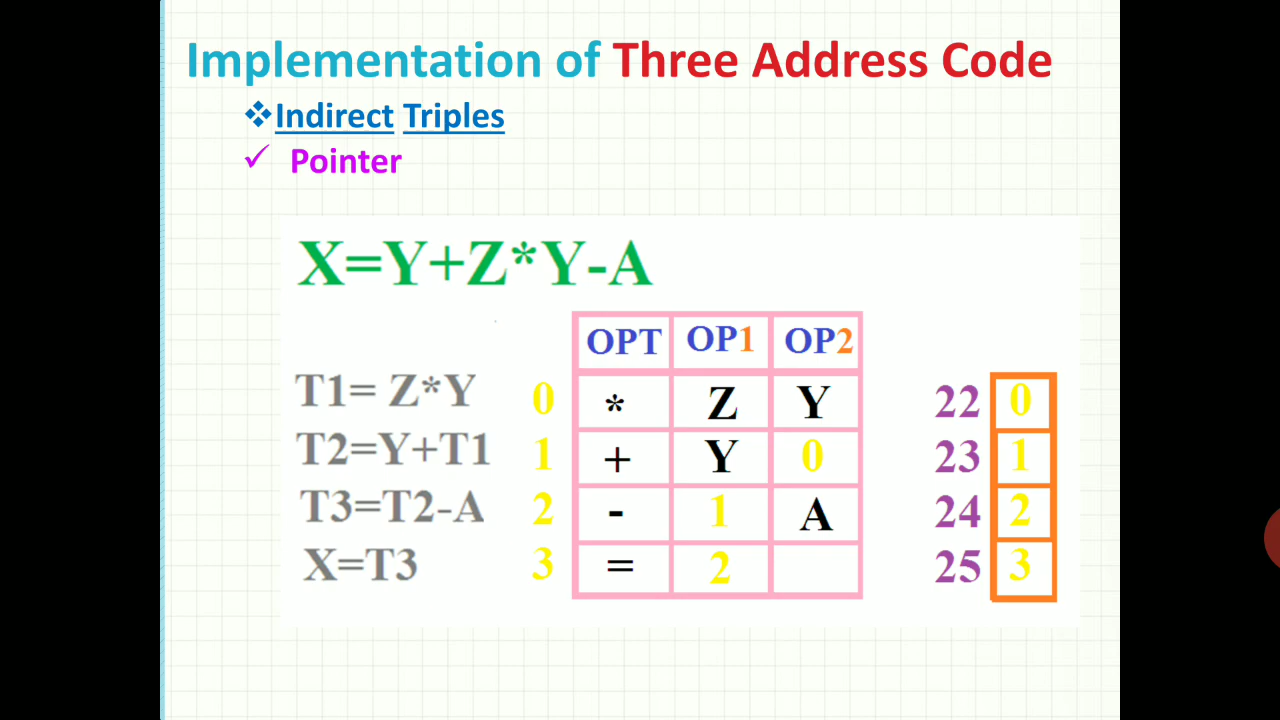 Implementation of Three Address Code
❖Indirect Triples
✓ Pointer
X=Y+Z*Y-A
OPT OP1 OP2
T1= Z*Y 0 * Z Y 22 0
T2=Y+T1 1 + Y 0 23 1
T3=T2-A 2 - 1 A 24 2
X=T3 3 = 2 25 3